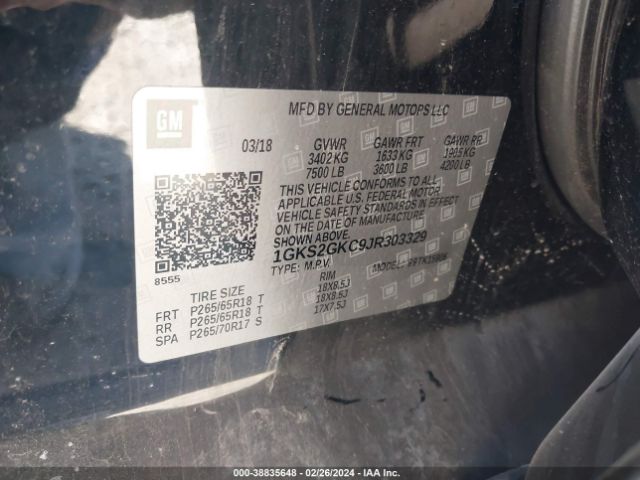 GM
MFD BY GENERAL MOTORS LLC
03/18 GVWR GAWR FRT GAWR RR
3402 KG 1633 KG 1905 KG
7500 LB 3600 LB 4200 LB
THIS VEHICLE CONFORMS TO ALL
APPLICABLE U.S. FEDERAL MOTOR
VEHICLE SAFETY STANDARDS IN
EFFECT ON THE DATE OF MANUFACTURE
SHOWN ABOVE.
1GKS2GKC9JR303329
TYPE: M.P.V. MODEL:
8555
TIRE SIZE RIM
FRT P265/65R18 T 18X8.5J
RR P265/65R18 T 18X8.5J
SPA P265/70R17 S 17X7.5J
000-38835648 - 02/26/2024 - IAA Inc.